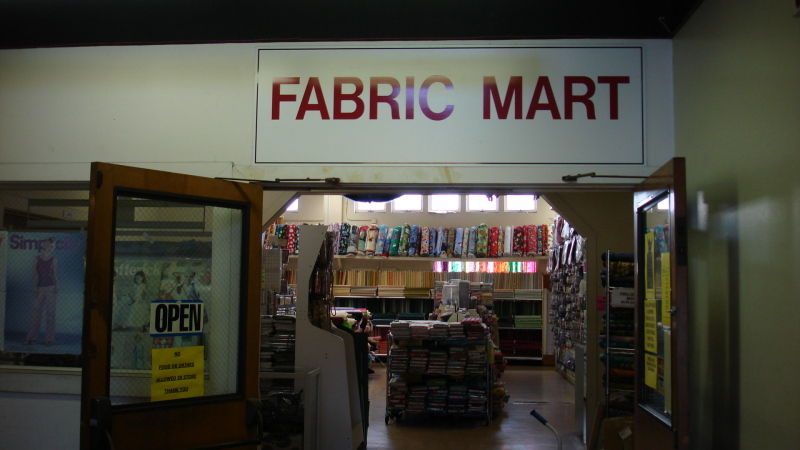 FABRIC MART
Simplicity
OPEN
NO
FOOD OR DRINKS
ALLOWED IN STORE
THANK YOU